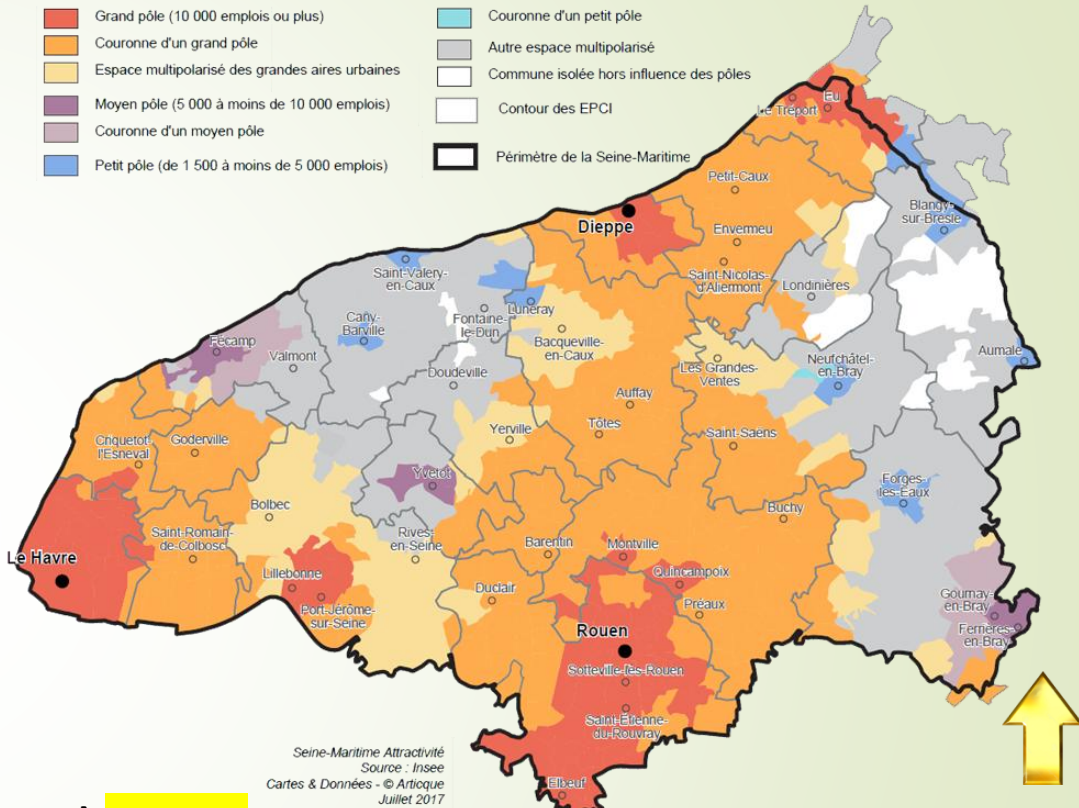 Grand pôle (10 000 emplois ou plus)
Couronne d'un grand pôle
Espace multipolarisé des grandes aires urbaines
Moyen pôle (5 000 à moins de 10 000 emplois)
Couronne d'un moyen pôle
Petit pôle (de 1 500 à moins de 5 000 emplois)
Couronne d'un petit pôle
Autre espace multipolarisé
Commune isolée hors influence des pôles
Contour des EPCI
Périmètre de la Seine-Maritime
Le Tréport
Eu
Petit-Caux
Blangy-
sur-Bresle
Dieppe
Envermeu
Saint-Nicolas-
d'Aliermont
Londinières
Saint-Valery-
en-Caux
Luneray
Fontaine-
le-Dun
Cany-
Barville
Fécamp
Valmont
Bacqueville-
en-Caux
Doudeville
Les Grandes-
Ventes
Neufchâtel-
en-Bray
Aumale
Auffay
Tôtes
Yerville
Saint-Saëns
Criquetot-
l'Esneval
Goderville
Yvetot
Forges-
les-Eaux
Bolbec
Buchy
Saint-Romain-
de-Colbosc
Rives-
en-Seine
Barentin
Montville
Le Havre
Lillebonne
Port-Jérôme-
sur-Seine
Duclair
Quincampoix
Préaux
Gournay-
en-Bray
Ferrières-
en-Bray
Rouen
Sotteville-lès-Rouen
Saint-Étienne-
du-Rouvray
Elbeuf
Seine-Maritime Attractivité
Source : Insee
Cartes & Données - © Articque
Juillet 2017